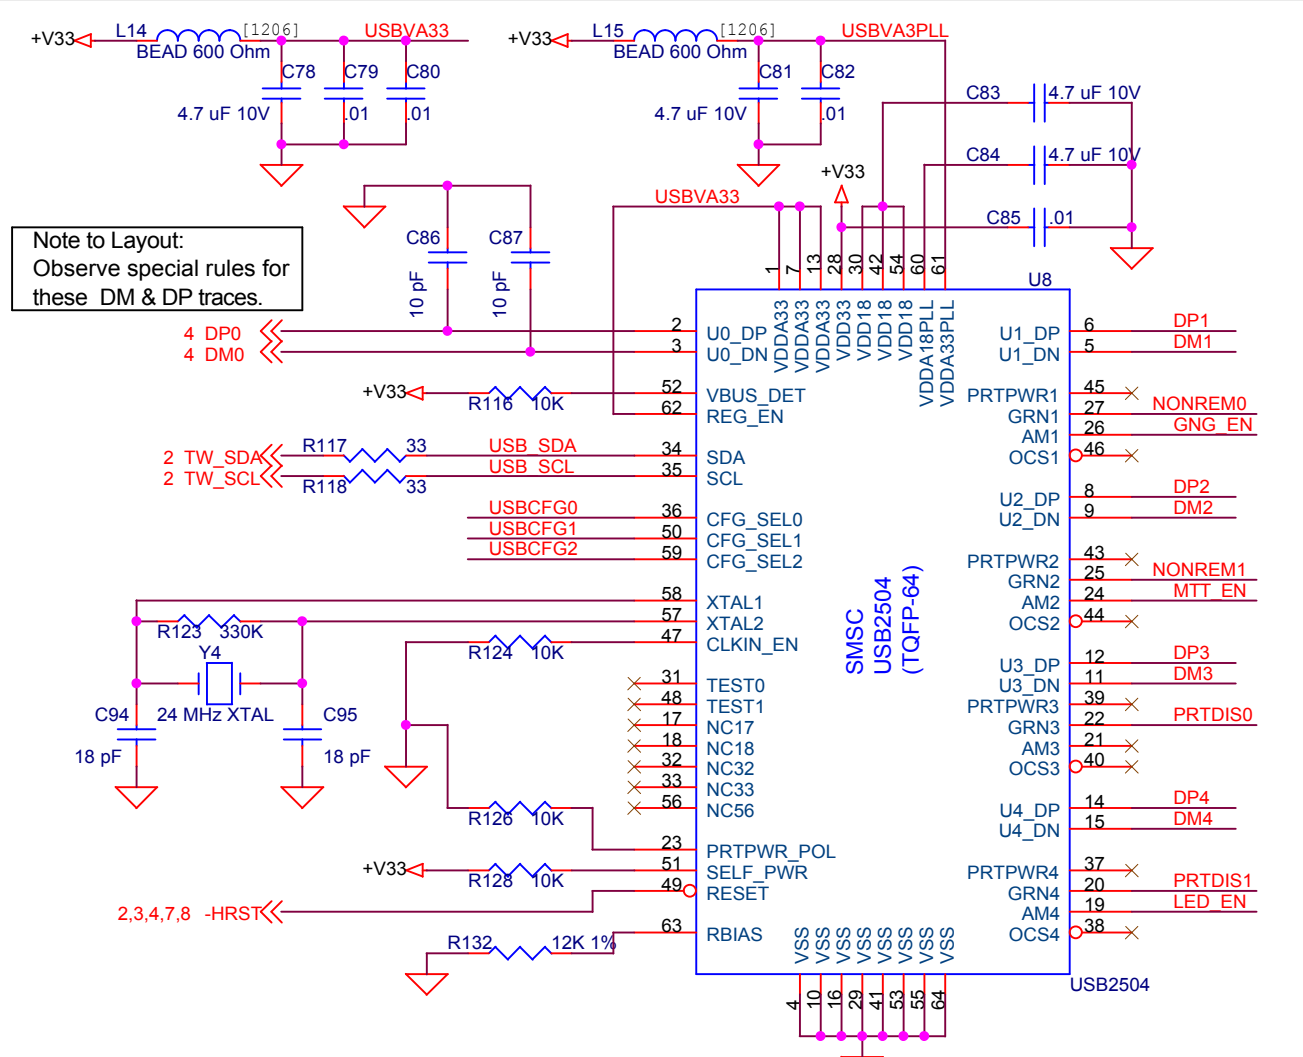 +V33 L14 [1206] USBVA33
BEAD 600 Ohm
C78 C79 C80
4.7 uF 10V .01 .01
+V33 L15 [1206] USBVA3PLL
BEAD 600 Ohm
C81 C82
4.7 uF 10V .01
C83 4.7 uF 10V
C84 4.7 uF 10V
+V33
C85 .01
USBVA33
Note to Layout:
Observe special rules for
these DM & DP traces.
C86 C87
10 pF 10 pF
1 7 13 28 30 42 54 60 61
U8
VDDA33 VDDA33 VDDA33 VDD33 VDD18 VDD18 VDD18 VDDA18PLL VDDA33PLL
4 DP0 2 U0_DP
4 DM0 3 U0_DN
+V33 R116 10K 52 VBUS_DET
62 REG_EN
2 TW_SDA R117 33 USB_SDA 34 SDA
2 TW_SCL R118 33 USB_SCL 35 SCL
USBCFG0 36 CFG_SEL0
USBCFG1 50 CFG_SEL1
USBCFG2 59 CFG_SEL2
58 XTAL1
R123 330K 57 XTAL2
R124 10K 47 CLKIN_EN
Y4
24 MHz XTAL
C94 C95
18 pF 18 pF
31 TEST0
48 TEST1
17 NC17
18 NC18
32 NC32
33 NC33
56 NC56
R126 10K 23 PRTPWR_POL
+V33 R128 10K 51 SELF_PWR
2,3,4,7,8 -HRST 49 RESET
R132 12K 1% 63 RBIAS
SMSC
USB2504
(TQFP-64)
U1_DP 6 DP1
U1_DN 5 DM1
PRTPWR1 45
GRN1 27 NONREM0
AM1 26 GNG_EN
OCS1 46
U2_DP 8 DP2
U2_DN 9 DM2
PRTPWR2 43
GRN2 25 NONREM1
AM2 24 MTT_EN
OCS2 44
U3_DP 12 DP3
U3_DN 11 DM3
PRTPWR3 39
GRN3 22 PRTDIS0
AM3 21
OCS3 40
U4_DP 14 DP4
U4_DN 15 DM4
PRTPWR4 37
GRN4 20 PRTDIS1
AM4 19 LED_EN
OCS4 38
VSS VSS VSS VSS VSS VSS VSS VSS
4 10 16 29 41 53 55 64
USB2504